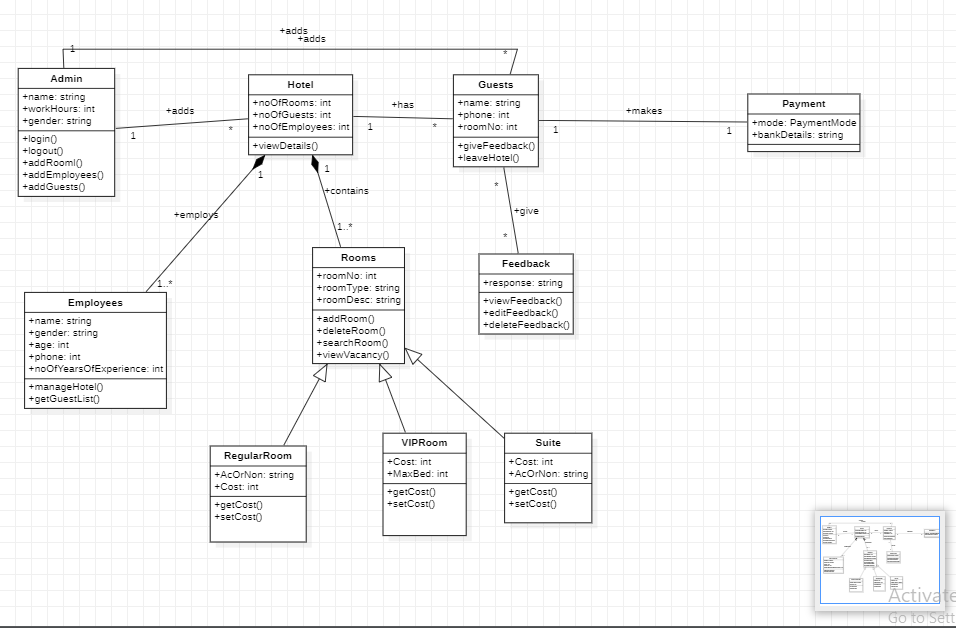 +adds
+adds
1
*
Admin
+name: string
+workHours: int
+gender: string
+login()
+logout()
+addRooml()
+addEmployees()
+addGuests()
+adds
1
*
Hotel
+noOfRooms: int
+noOfGuests: int
+noOfEmployees: int
+viewDetails()
+has
1
*
Guests
+name: string
+phone: int
+roomNo: int
+giveFeedback()
+leaveHotel()
+makes
1
1
Payment
+mode: PaymentMode
+bankDetails: string
1
+employs
1..*
1
+contains
1..*
*
+give
*
Employees
+name: string
+gender: string
+age: int
+phone: int
+noOfYearsOfExperience: int
+manageHotel()
+getGuestList()
Rooms
+roomNo: int
+roomType: string
+roomDesc: string
+addRoom()
+deleteRoom()
+searchRoom()
+viewVacancy()
Feedback
+response: string
+viewFeedback()
+editFeedback()
+deleteFeedback()
RegularRoom
+AcOrNon: string
+Cost: int
+getCost()
+setCost()
VIPRoom
+Cost: int
+MaxBed: int
+getCost()
+setCost()
Suite
+Cost: int
+AcOrNon: string
+getCost()
+setCost()
Activate
Go to Sett